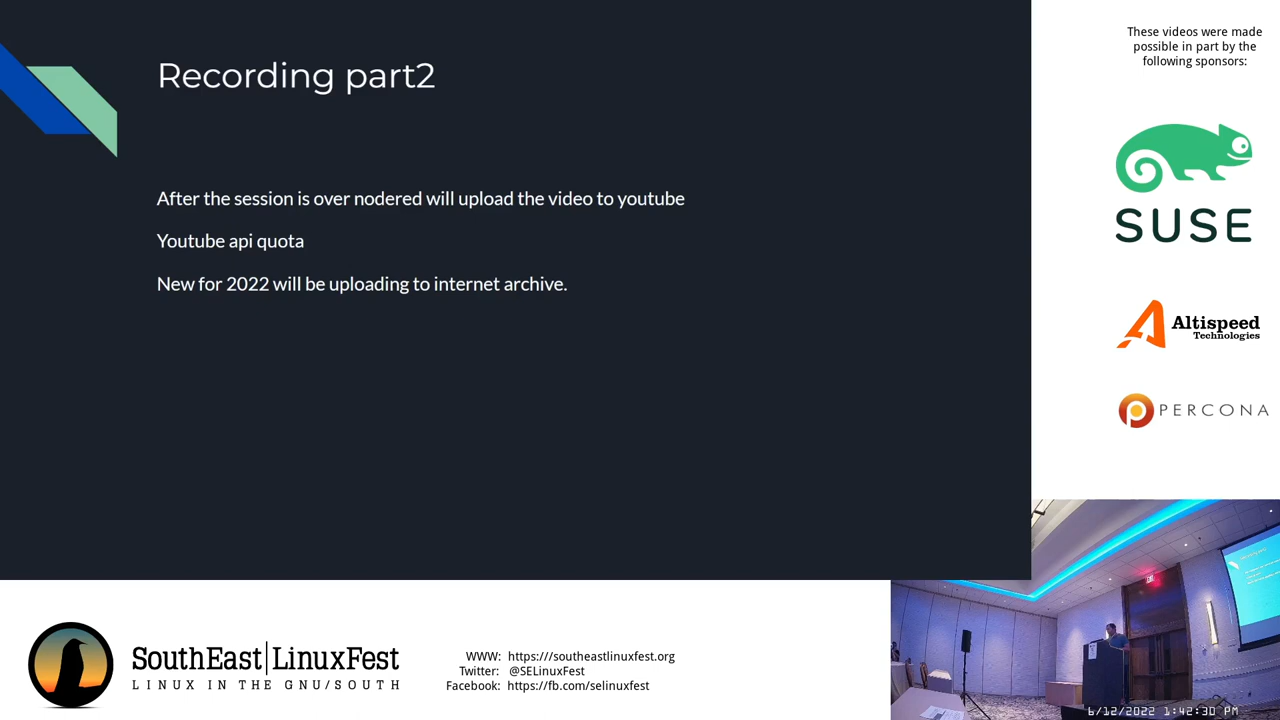 Recording part2
After the session is over nodered will upload the video to youtube
Youtube api quota
New for 2022 will be uploading to internet archive.
These videos were made
possible in part by the
following sponsors:
SUSE
Altispeed
Technologies
PERCONA
SouthEast|LinuxFest
LINUX IN THE GNU/SOUTH
WWW: https:///southeastlinuxfest.org
Twitter: @SELinuxFest
Facebook: https://fb.com/selinuxfest
6/12/2022 1:42:30 PM